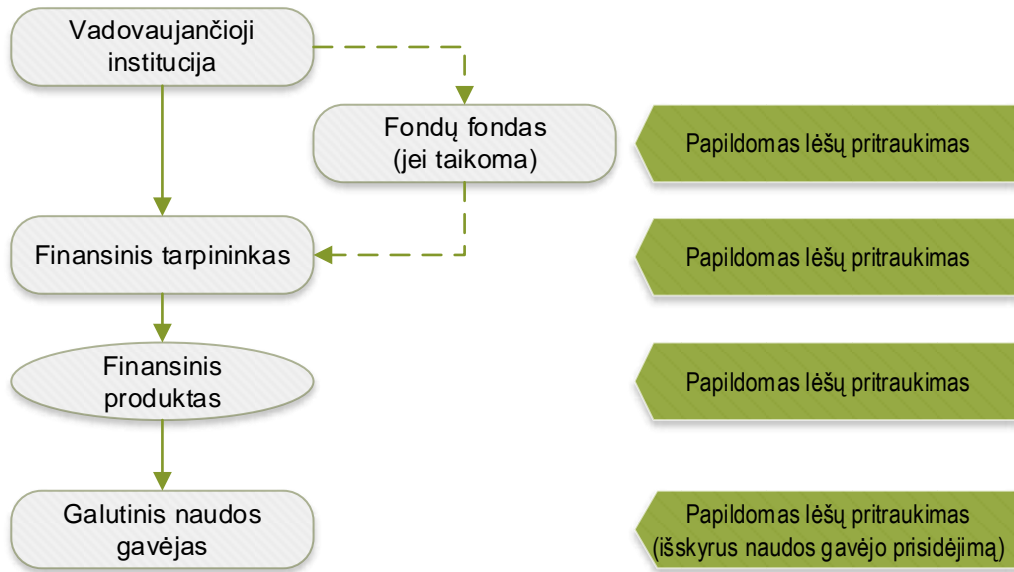 Vadovaujančioji
institucija
Fondų fondas
(jei taikoma)
Papildomas lėšų pritraukimas
Finansinis tarpininkas
Papildomas lėšų pritraukimas
Finansinis
produktas
Papildomas lėšų pritraukimas
Galutinis naudos
gavėjas
Papildomas lėšų pritraukimas
(išskyrus naudos gavėjo prisidėjimą)